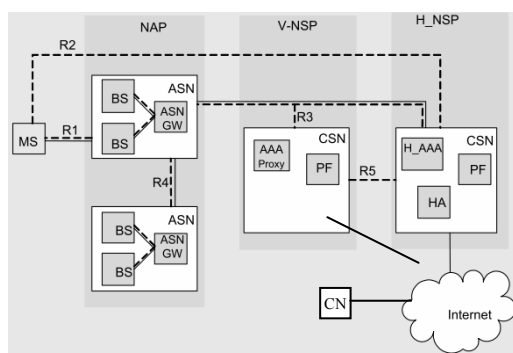 NAP
V-NSP
H_NSP
R2
ASN
BS
ASN
GW
BS
MS
R1
R3
CSN
AAA
Proxy
PF
R5
CSN
H_AAA
PF
HA
R4
ASN
BS
ASN
GW
BS
CN
Internet